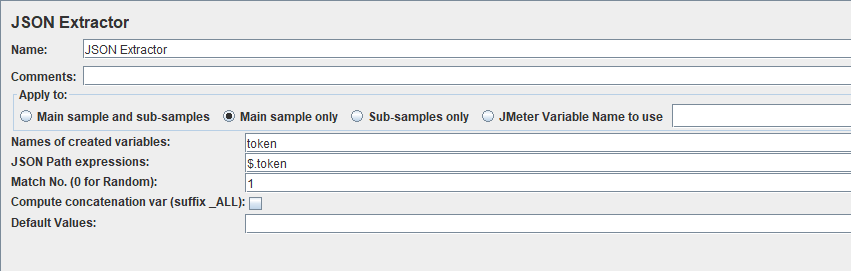 JSON Extractor
Name: JSON Extractor
Comments:
Apply to:
Main sample and sub-samples Main sample only Sub-samples only JMeter Variable Name to use
Names of created variables: token
JSON Path expressions: $.token
Match No. (0 for Random): 1
Compute concatenation var (suffix _ALL):
Default Values: